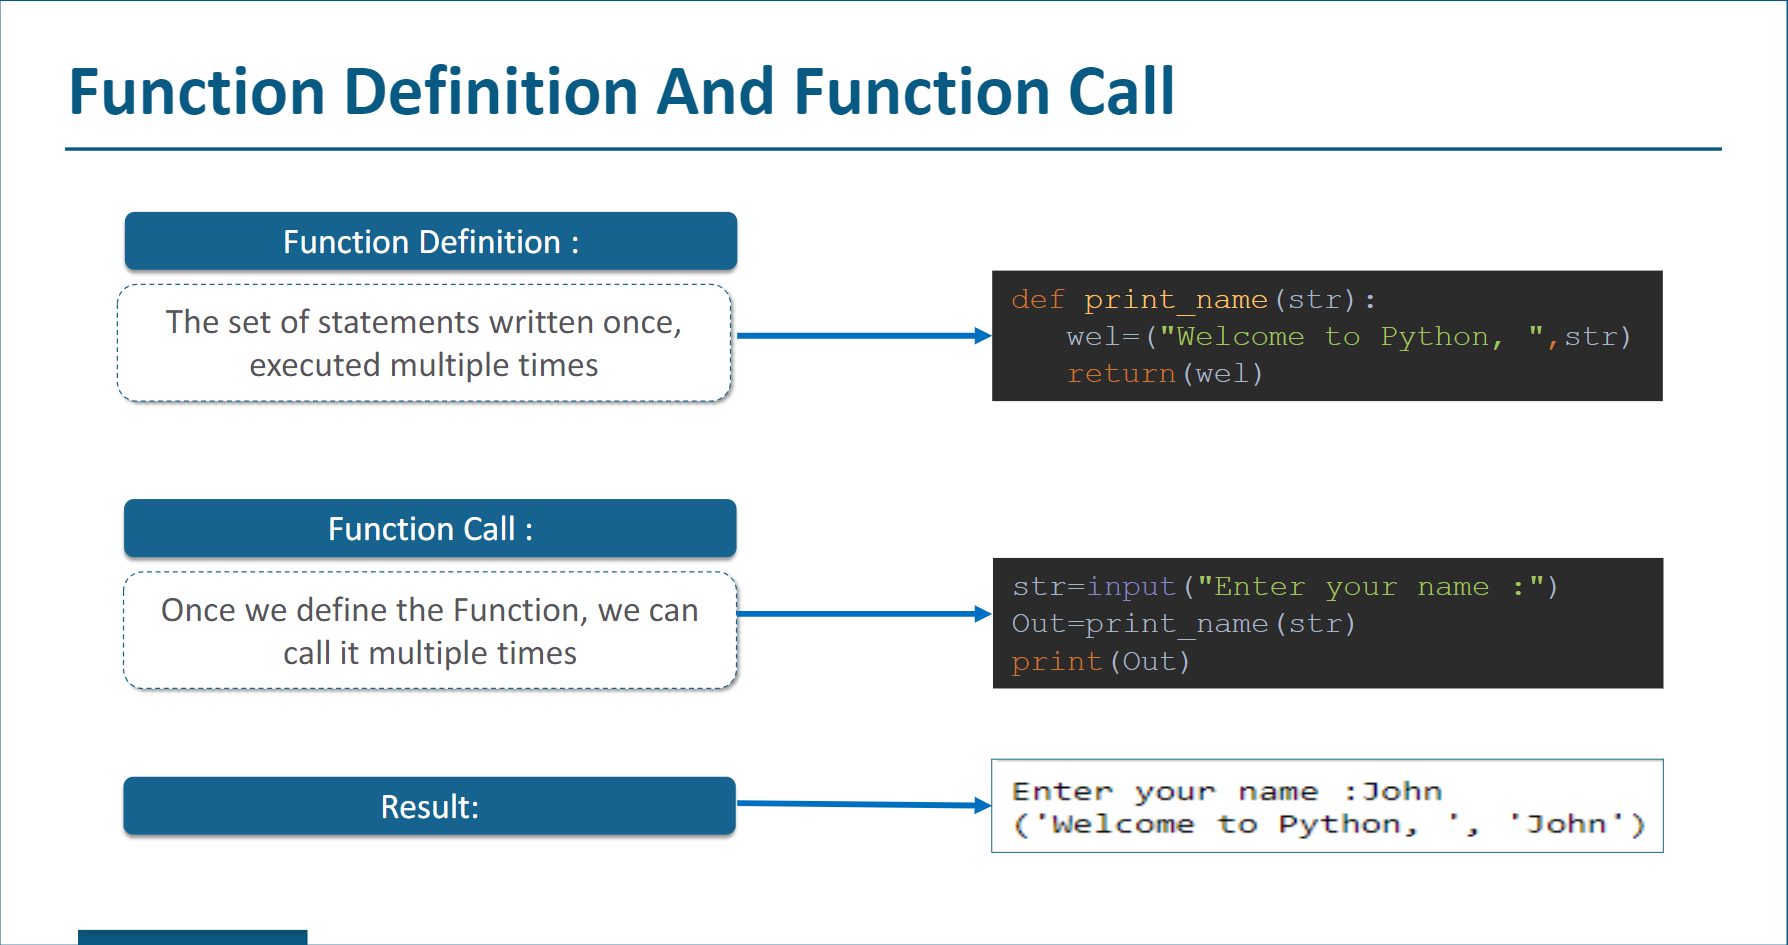 Function Definition And Function Call
Function Definition :
The set of statements written once,
executed multiple times
def print_name(str):
   wel=("Welcome to Python, ",str)
   return(wel)
Function Call :
Once we define the Function, we can
call it multiple times
str=input("Enter your name :")
Out=print_name(str)
print(Out)
Result:
Enter your name :John
('Welcome to Python, ', 'John')